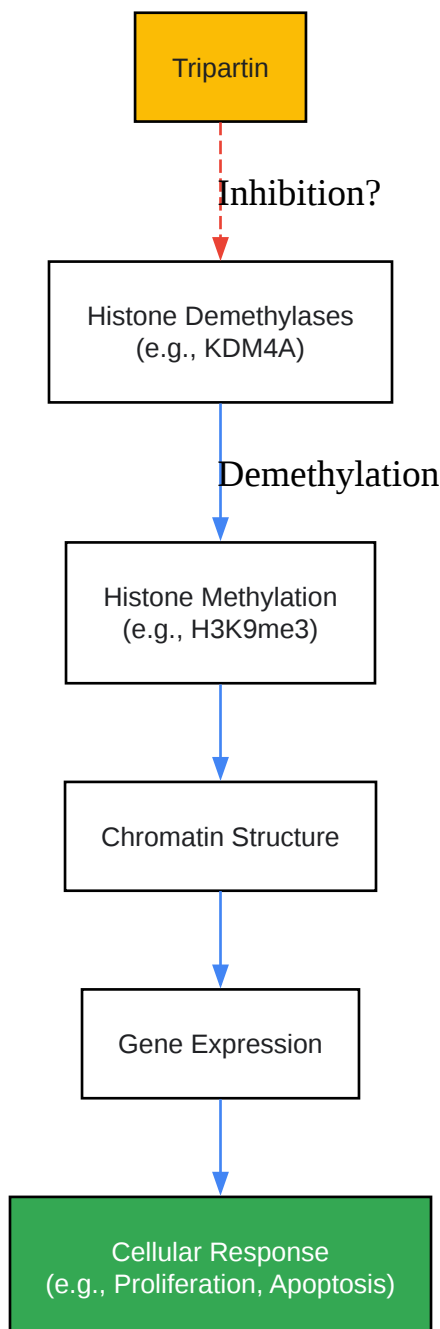 Tripartin
Inhibition?
Histone Demethylases
(e.g., KDM4A)
Demethylation
Histone Methylation
(e.g., H3K9me3)
Chromatin Structure
Gene Expression
Cellular Response
(e.g., Proliferation, Apoptosis)